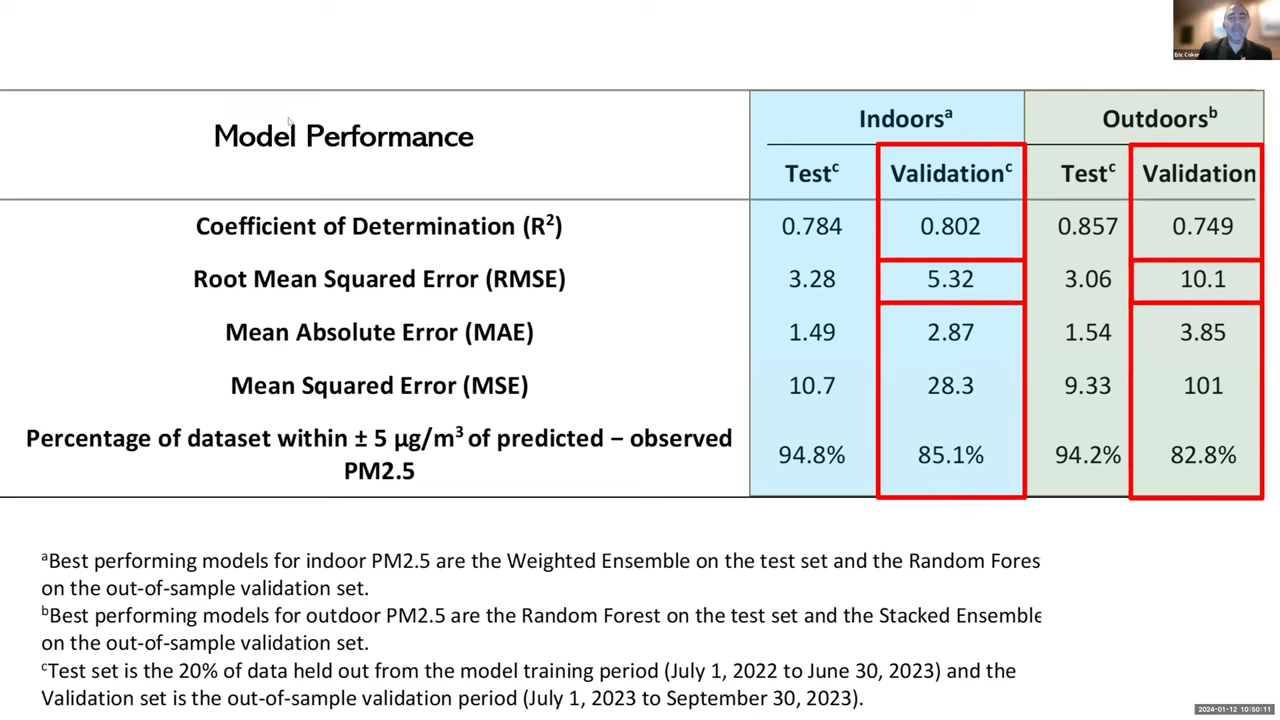 Eric Coker
Model Performance
Indoorsᵃ
Outdoorsᵇ
Testᶜ
Validationᶜ
Testᶜ
Validation
Coefficient of Determination (R²)
0.784
0.802
0.857
0.749
Root Mean Squared Error (RMSE)
3.28
5.32
3.06
10.1
Mean Absolute Error (MAE)
1.49
2.87
1.54
3.85
Mean Squared Error (MSE)
10.7
28.3
9.33
101
Percentage of dataset within ± 5 µg/m³ of predicted – observed
PM2.5
94.8%
85.1%
94.2%
82.8%
ᵃBest performing models for indoor PM2.5 are the Weighted Ensemble on the test set and the Random Fores
on the out-of-sample validation set.
ᵇBest performing models for outdoor PM2.5 are the Random Forest on the test set and the Stacked Ensemble
on the out-of-sample validation set.
ᶜTest set is the 20% of data held out from the model training period (July 1, 2022 to June 30, 2023) and the
Validation set is the out-of-sample validation period (July 1, 2023 to September 30, 2023).
2024-01-12 10:50:11